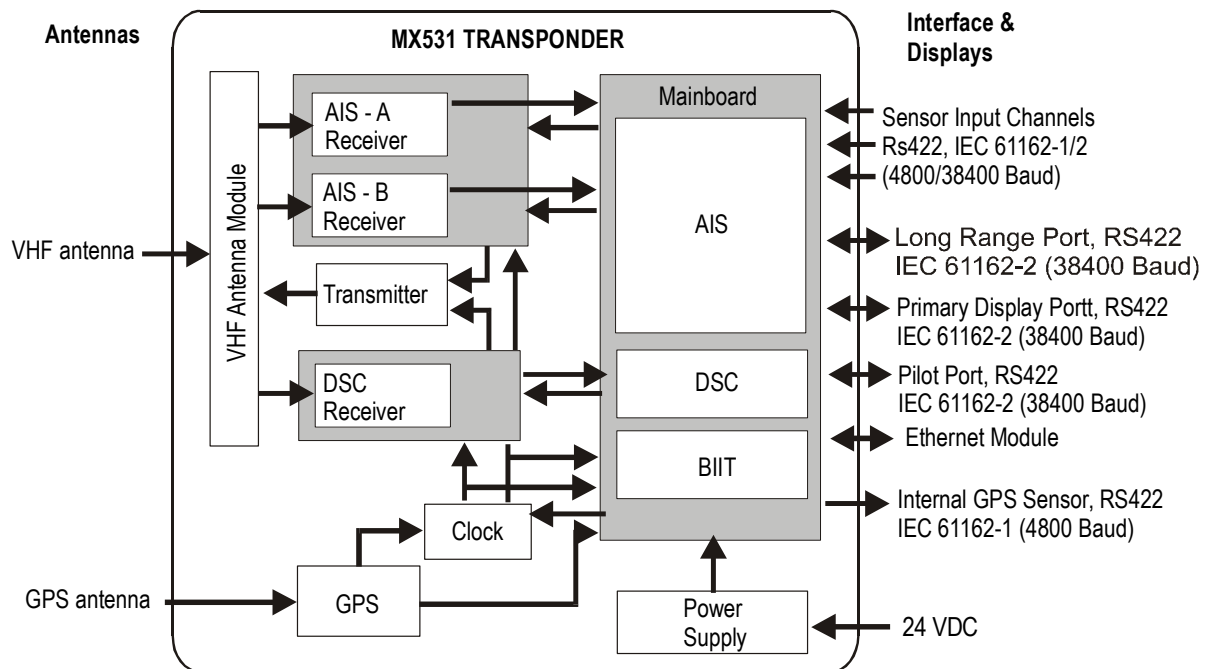 Antennas
MX531 TRANSPONDER
Interface &
Displays
VHF Antenna Module
AIS - A
Receiver
AIS - B
Receiver
Transmitter
DSC
Receiver
Clock
GPS
Mainboard
AIS
DSC
BIIT
Power
Supply
VHF antenna
GPS antenna
Sensor Input Channels
Rs422, IEC 61162-1/2
(4800/38400 Baud)
Long Range Port, RS422
IEC 61162-2 (38400 Baud)
Primary Display Portt, RS422
IEC 61162-2 (38400 Baud)
Pilot Port, RS422
IEC 61162-2 (38400 Baud)
Ethernet Module
Internal GPS Sensor, RS422
IEC 61162-1 (4800 Baud)
24 VDC